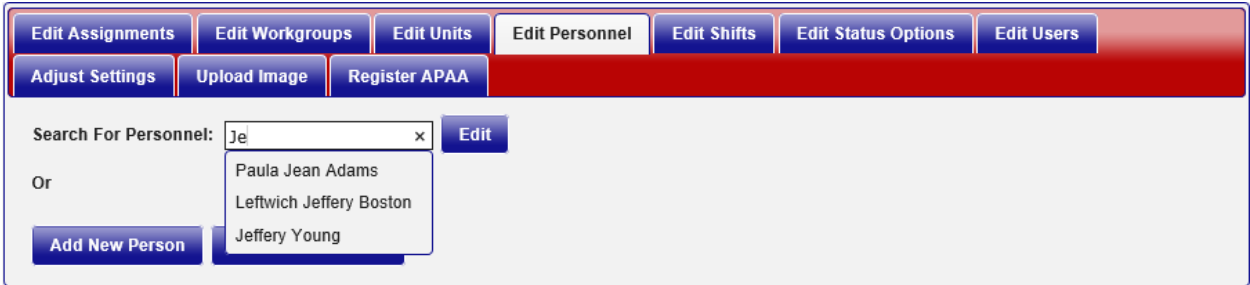 Edit Assignments Edit Workgroups Edit Units Edit Personnel Edit Shifts Edit Status Options Edit Users
Adjust Settings Upload Image Register APAA
Search For Personnel: Je × Edit
Paula Jean Adams
Or
Leftwich Jeffery Boston
Jeffery Young
Add New Person